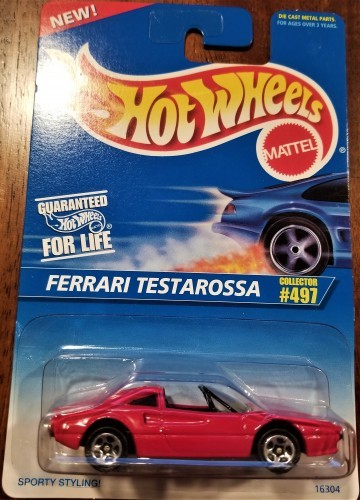 NEW!
DIE CAST METAL PARTS.
FOR AGES OVER 3 YEARS.
Hot Wheels
MATTEL
GUARANTEED
Hot Wheels
FOR LIFE
FERRARI TESTAROSSA
COLLECTOR
#497
SPORTY STYLING!
16304